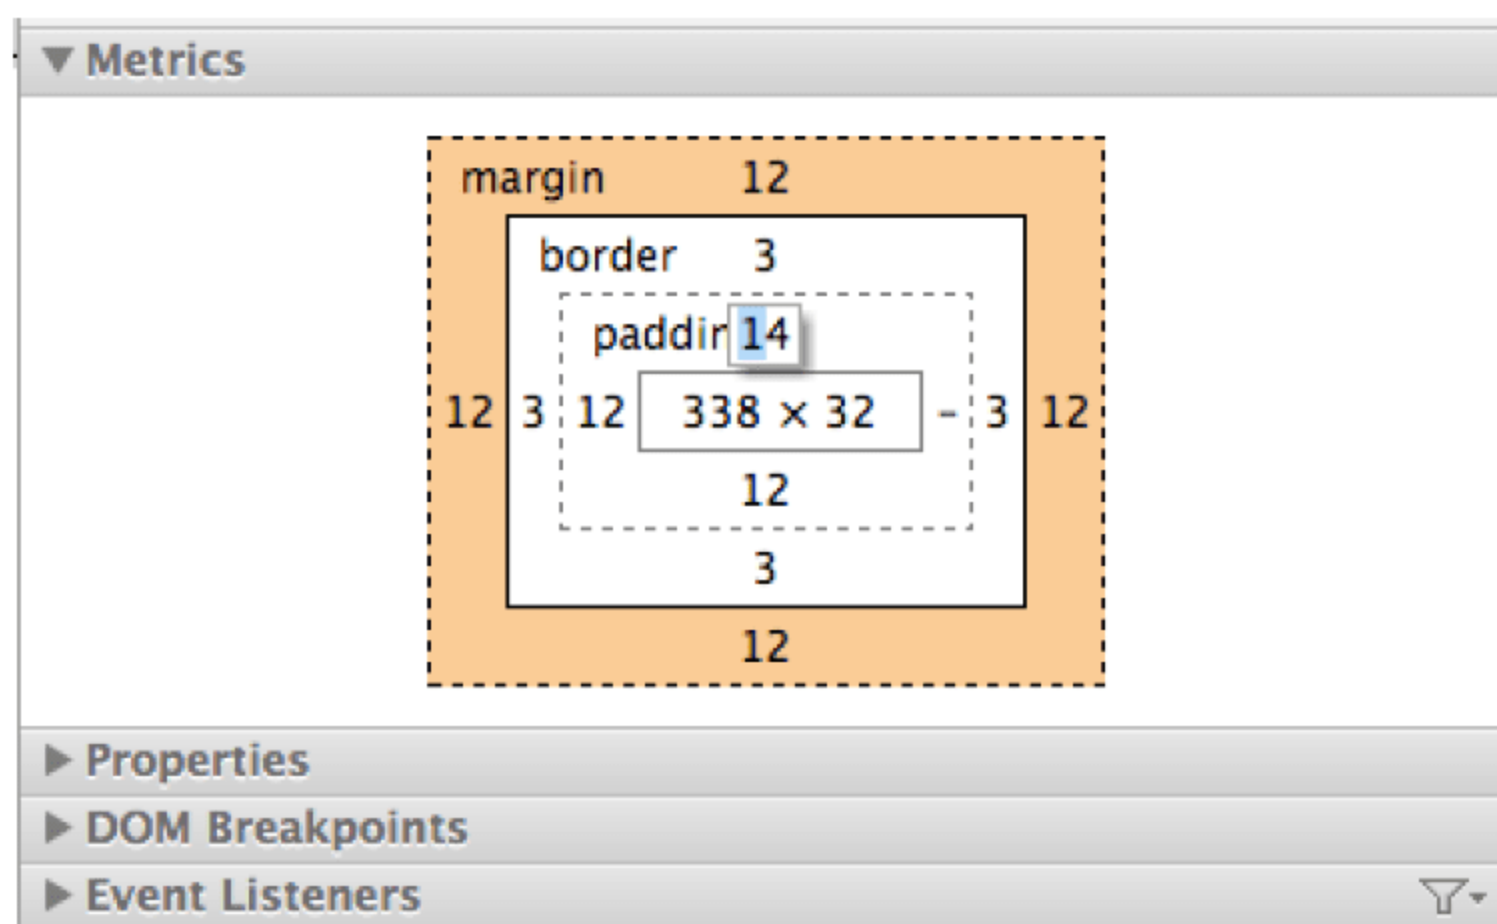 Metrics
margin 12
border 3
paddin 14
12 3 12 338 × 32 - 3 12
12
3
12
Properties
DOM Breakpoints
Event Listeners